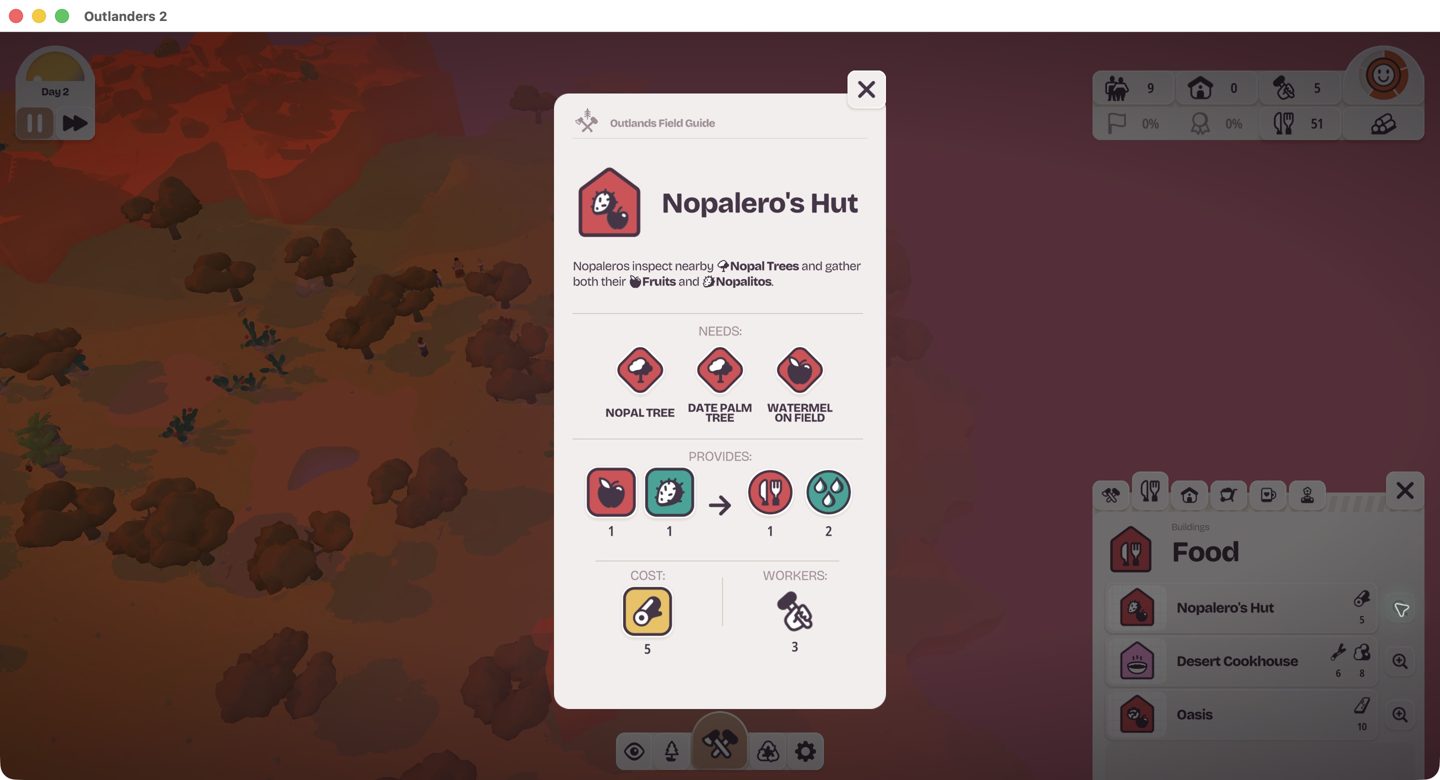 Outlanders 2
Day 2
9
0
5
0%
0%
51
Outlands Field Guide
Nopalero's Hut
Nopaleros inspect nearby Nopal Trees and gather
both their Fruits and Nopalitos.
NEEDS:
NOPAL TREE
DATE PALM
TREE
WATERMEL
ON FIELD
PROVIDES:
1
1
1
2
COST:
5
WORKERS:
3
Buildings
Food
Nopalero's Hut
5
Desert Cookhouse
6
8
Oasis
10